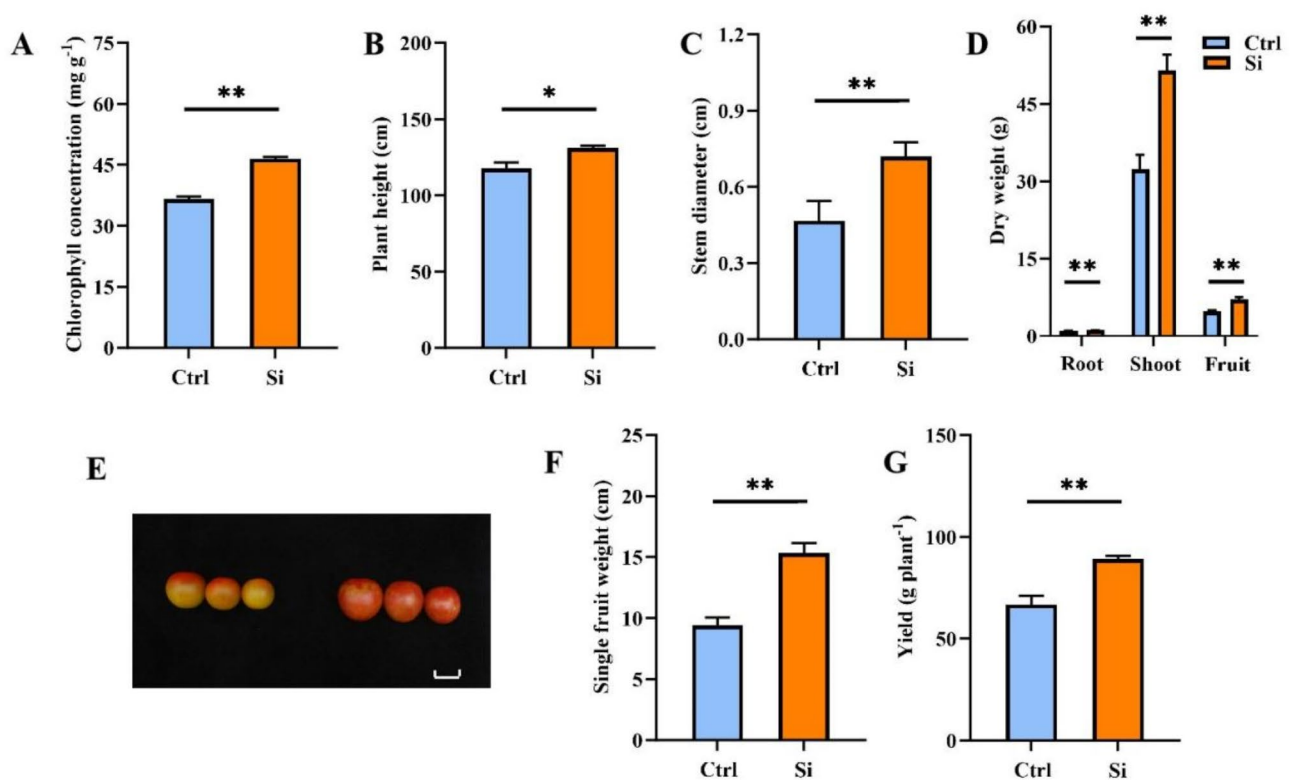 A
Chlorophyll concentration (mg g-1)
75
60
45
30
15
0
**
Ctrl
Si
B
Plant height (cm)
200
150
100
50
0
*
Ctrl
Si
C
Stem diameter (cm)
1.2
0.9
0.6
0.3
0.0
**
Ctrl
Si
D
Dry weight (g)
60
45
30
15
0
**
**
**
Root
Shoot
Fruit
Ctrl
Si
E
F
Single fruit weight (cm)
25
20
15
10
5
0
**
Ctrl
Si
G
Yield (g plant-1)
150
100
50
0
**
Ctrl
Si